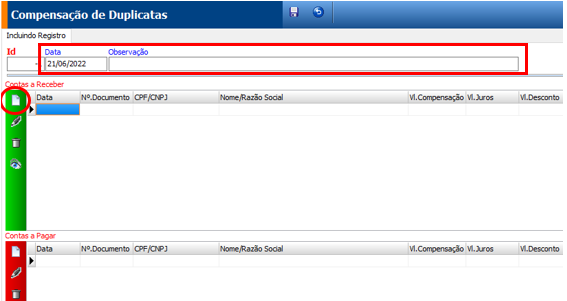 Compensação de Duplicatas
Incluindo Registro
Id Data Observação
21/06/2022
Contas a Receber
Data Nº.Documento CPF/CNPJ Nome/Razão Social Vl.Compensação Vl.Juros Vl.Desconto
Contas a Pagar
Data Nº.Documento CPF/CNPJ Nome/Razão Social Vl.Compensação Vl.Juros Vl.Desconto